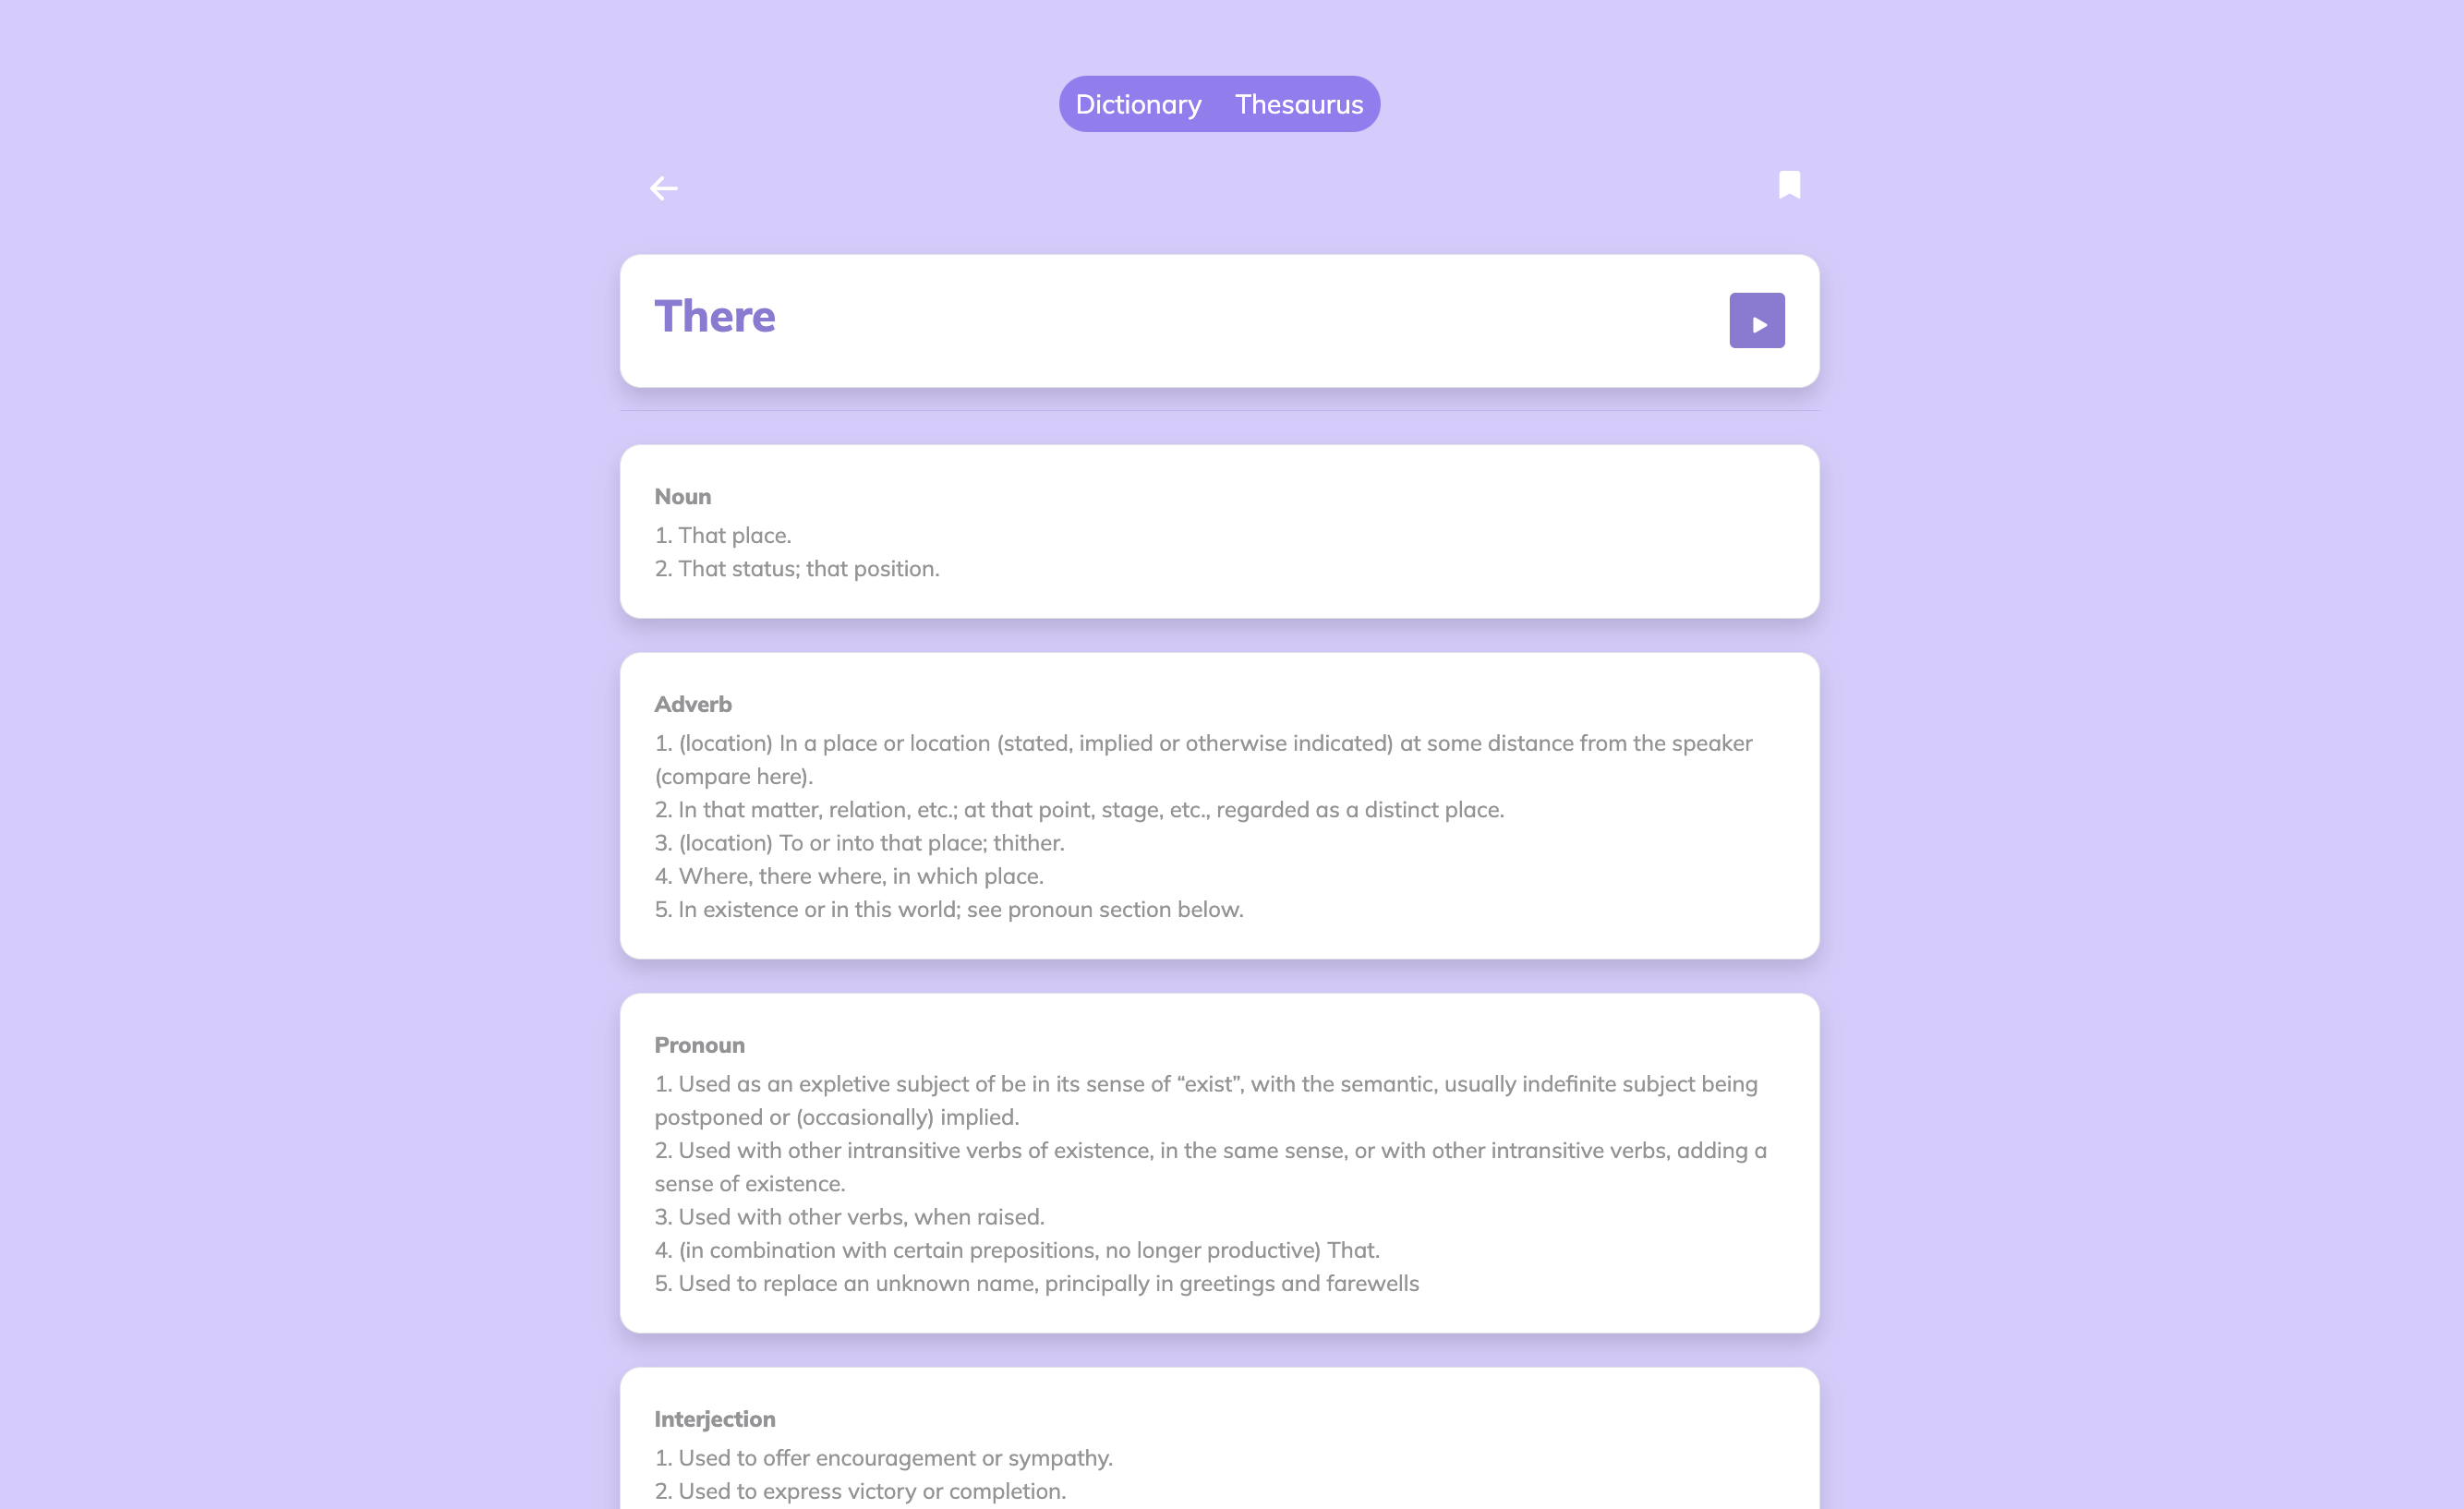 Dictionary Thesaurus
There
Noun
1. That place.
2. That status; that position.
Adverb
1. (location) In a place or location (stated, implied or otherwise indicated) at some distance from the speaker
(compare here).
2. In that matter, relation, etc.; at that point, stage, etc., regarded as a distinct place.
3. (location) To or into that place; thither.
4. Where, there where, in which place.
5. In existence or in this world; see pronoun section below.
Pronoun
1. Used as an expletive subject of be in its sense of “exist”, with the semantic, usually indefinite subject being
postponed or (occasionally) implied.
2. Used with other intransitive verbs of existence, in the same sense, or with other intransitive verbs, adding a
sense of existence.
3. Used with other verbs, when raised.
4. (in combination with certain prepositions, no longer productive) That.
5. Used to replace an unknown name, principally in greetings and farewells
Interjection
1. Used to offer encouragement or sympathy.
2. Used to express victory or completion.